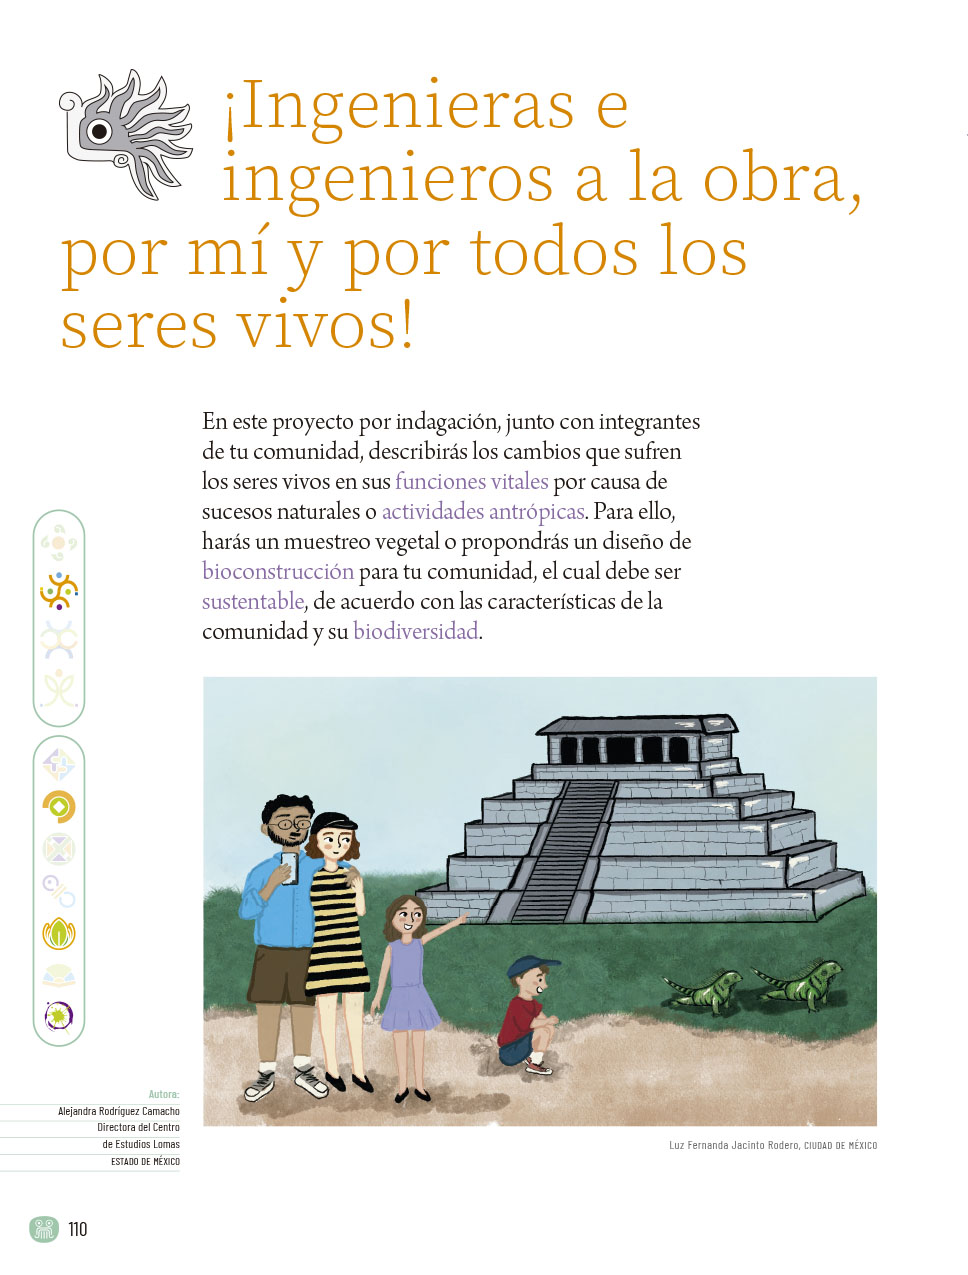 ¡Ingenieras e
ingenieros a la obra,
por mí y por todos los
seres vivos!
En este proyecto por indagación, junto con integrantes
de tu comunidad, describirás los cambios que sufren
los seres vivos en sus funciones vitales por causa de
sucesos naturales o actividades antrópicas. Para ello,
harás un muestreo vegetal o propondrás un diseño de
bioconstrucción para tu comunidad, el cual debe ser
sustentable, de acuerdo con las características de la
comunidad y su biodiversidad.
Autora:
Alejandra Rodríguez Camacho
Directora del Centro
de Estudios Lomas
ESTADO DE MÉXICO
Luz Fernanda Jacinto Rodero, CIUDAD DE MÉXICO
110